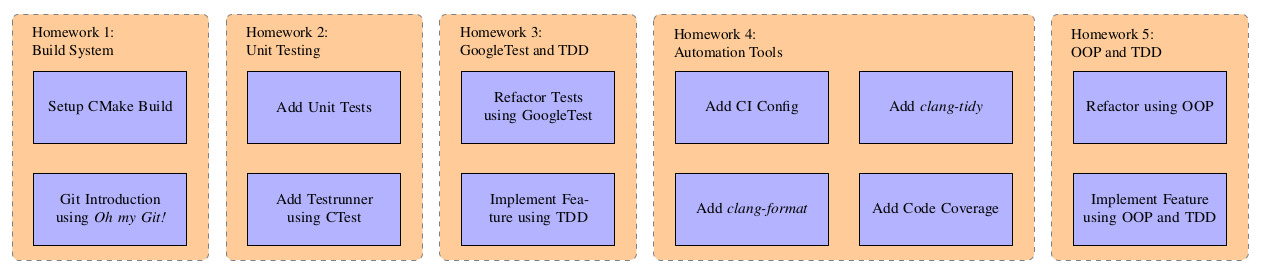 Homework 1:
Build System
Setup CMake Build
Git Introduction
using Oh my Git!
Homework 2:
Unit Testing
Add Unit Tests
Add Testrunner
using CTest
Homework 3:
GoogleTest and TDD
Refactor Tests
using GoogleTest
Implement Fea-
ture using TDD
Homework 4:
Automation Tools
Add CI Config
Add clang-tidy
Add clang-format
Add Code Coverage
Homework 5:
OOP and TDD
Refactor using OOP
Implement Feature
using OOP and TDD